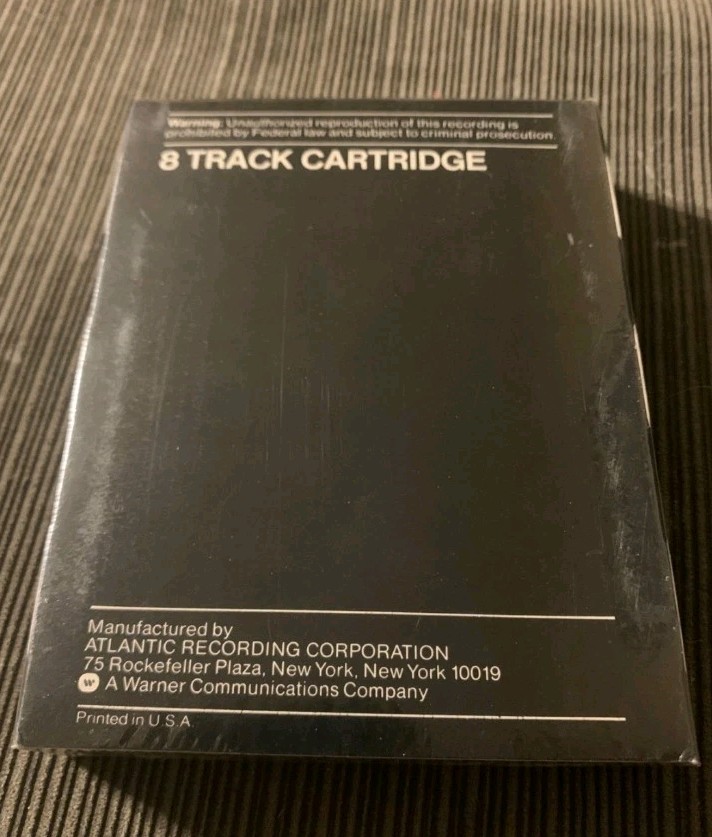 Warning: Unauthorized reproduction of this recording is
prohibited by Federal law and subject to criminal prosecution.
8 TRACK CARTRIDGE
Manufactured by
ATLANTIC RECORDING CORPORATION
75 Rockefeller Plaza, New York, New York 10019
W A Warner Communications Company
Printed in U.S.A.